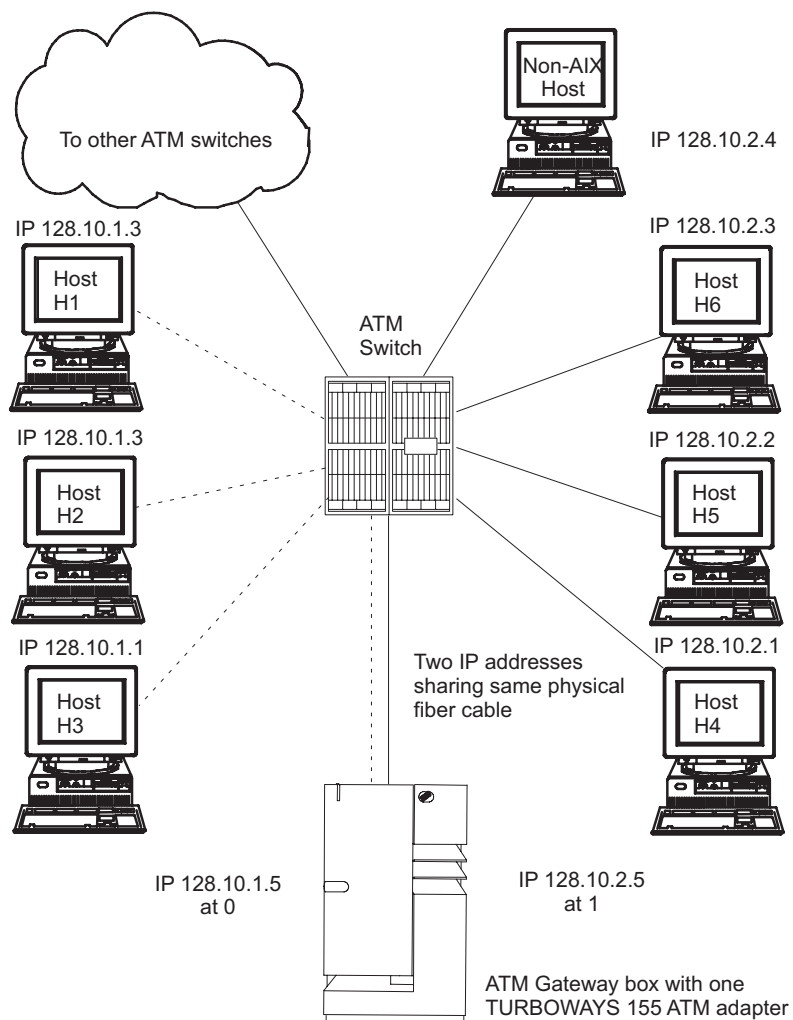 Non-AIX
Host
To other ATM switches
IP 128.10.2.4
IP 128.10.1.3
Host
H1
IP 128.10.2.3
Host
H6
ATM
Switch
IP 128.10.1.3
Host
H2
IP 128.10.2.2
Host
H5
IP 128.10.1.1
Host
H3
IP 128.10.2.1
Host
H4
Two IP addresses
sharing same physical
fiber cable
IP 128.10.1.5
at 0
IP 128.10.2.5
at 1
ATM Gateway box with one
TURBOWAYS 155 ATM adapter